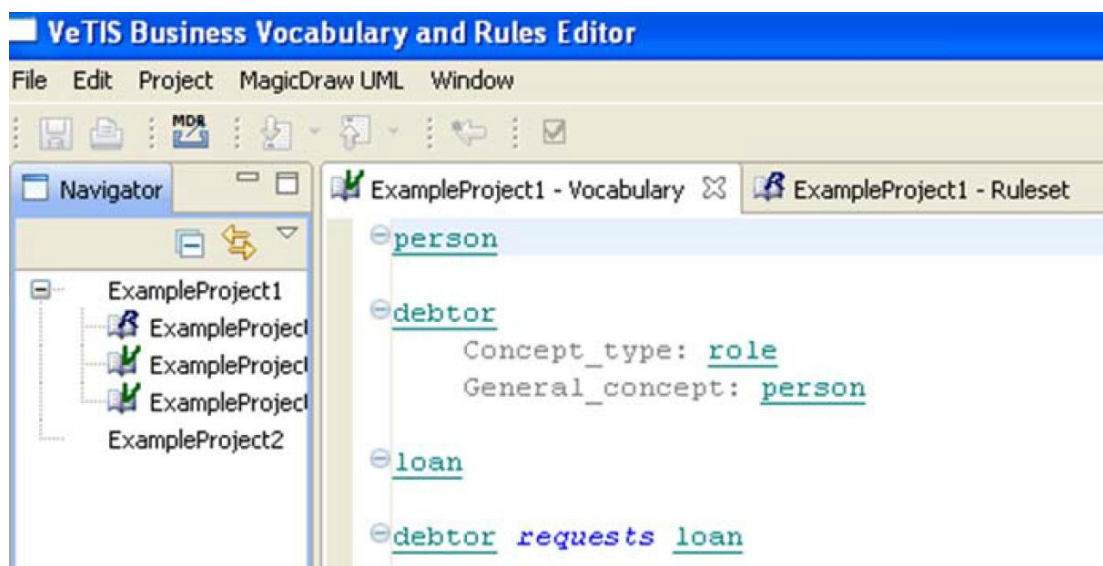 VeTIS Business Vocabulary and Rules Editor
File Edit Project MagicDraw UML Window
MDR
Navigator
ExampleProject1 - Vocabulary
ExampleProject1 - Ruleset
ExampleProject1
ExampleProject
ExampleProject
ExampleProject
ExampleProject2
person
debtor
Concept_type: role
General_concept: person
loan
debtor requests loan